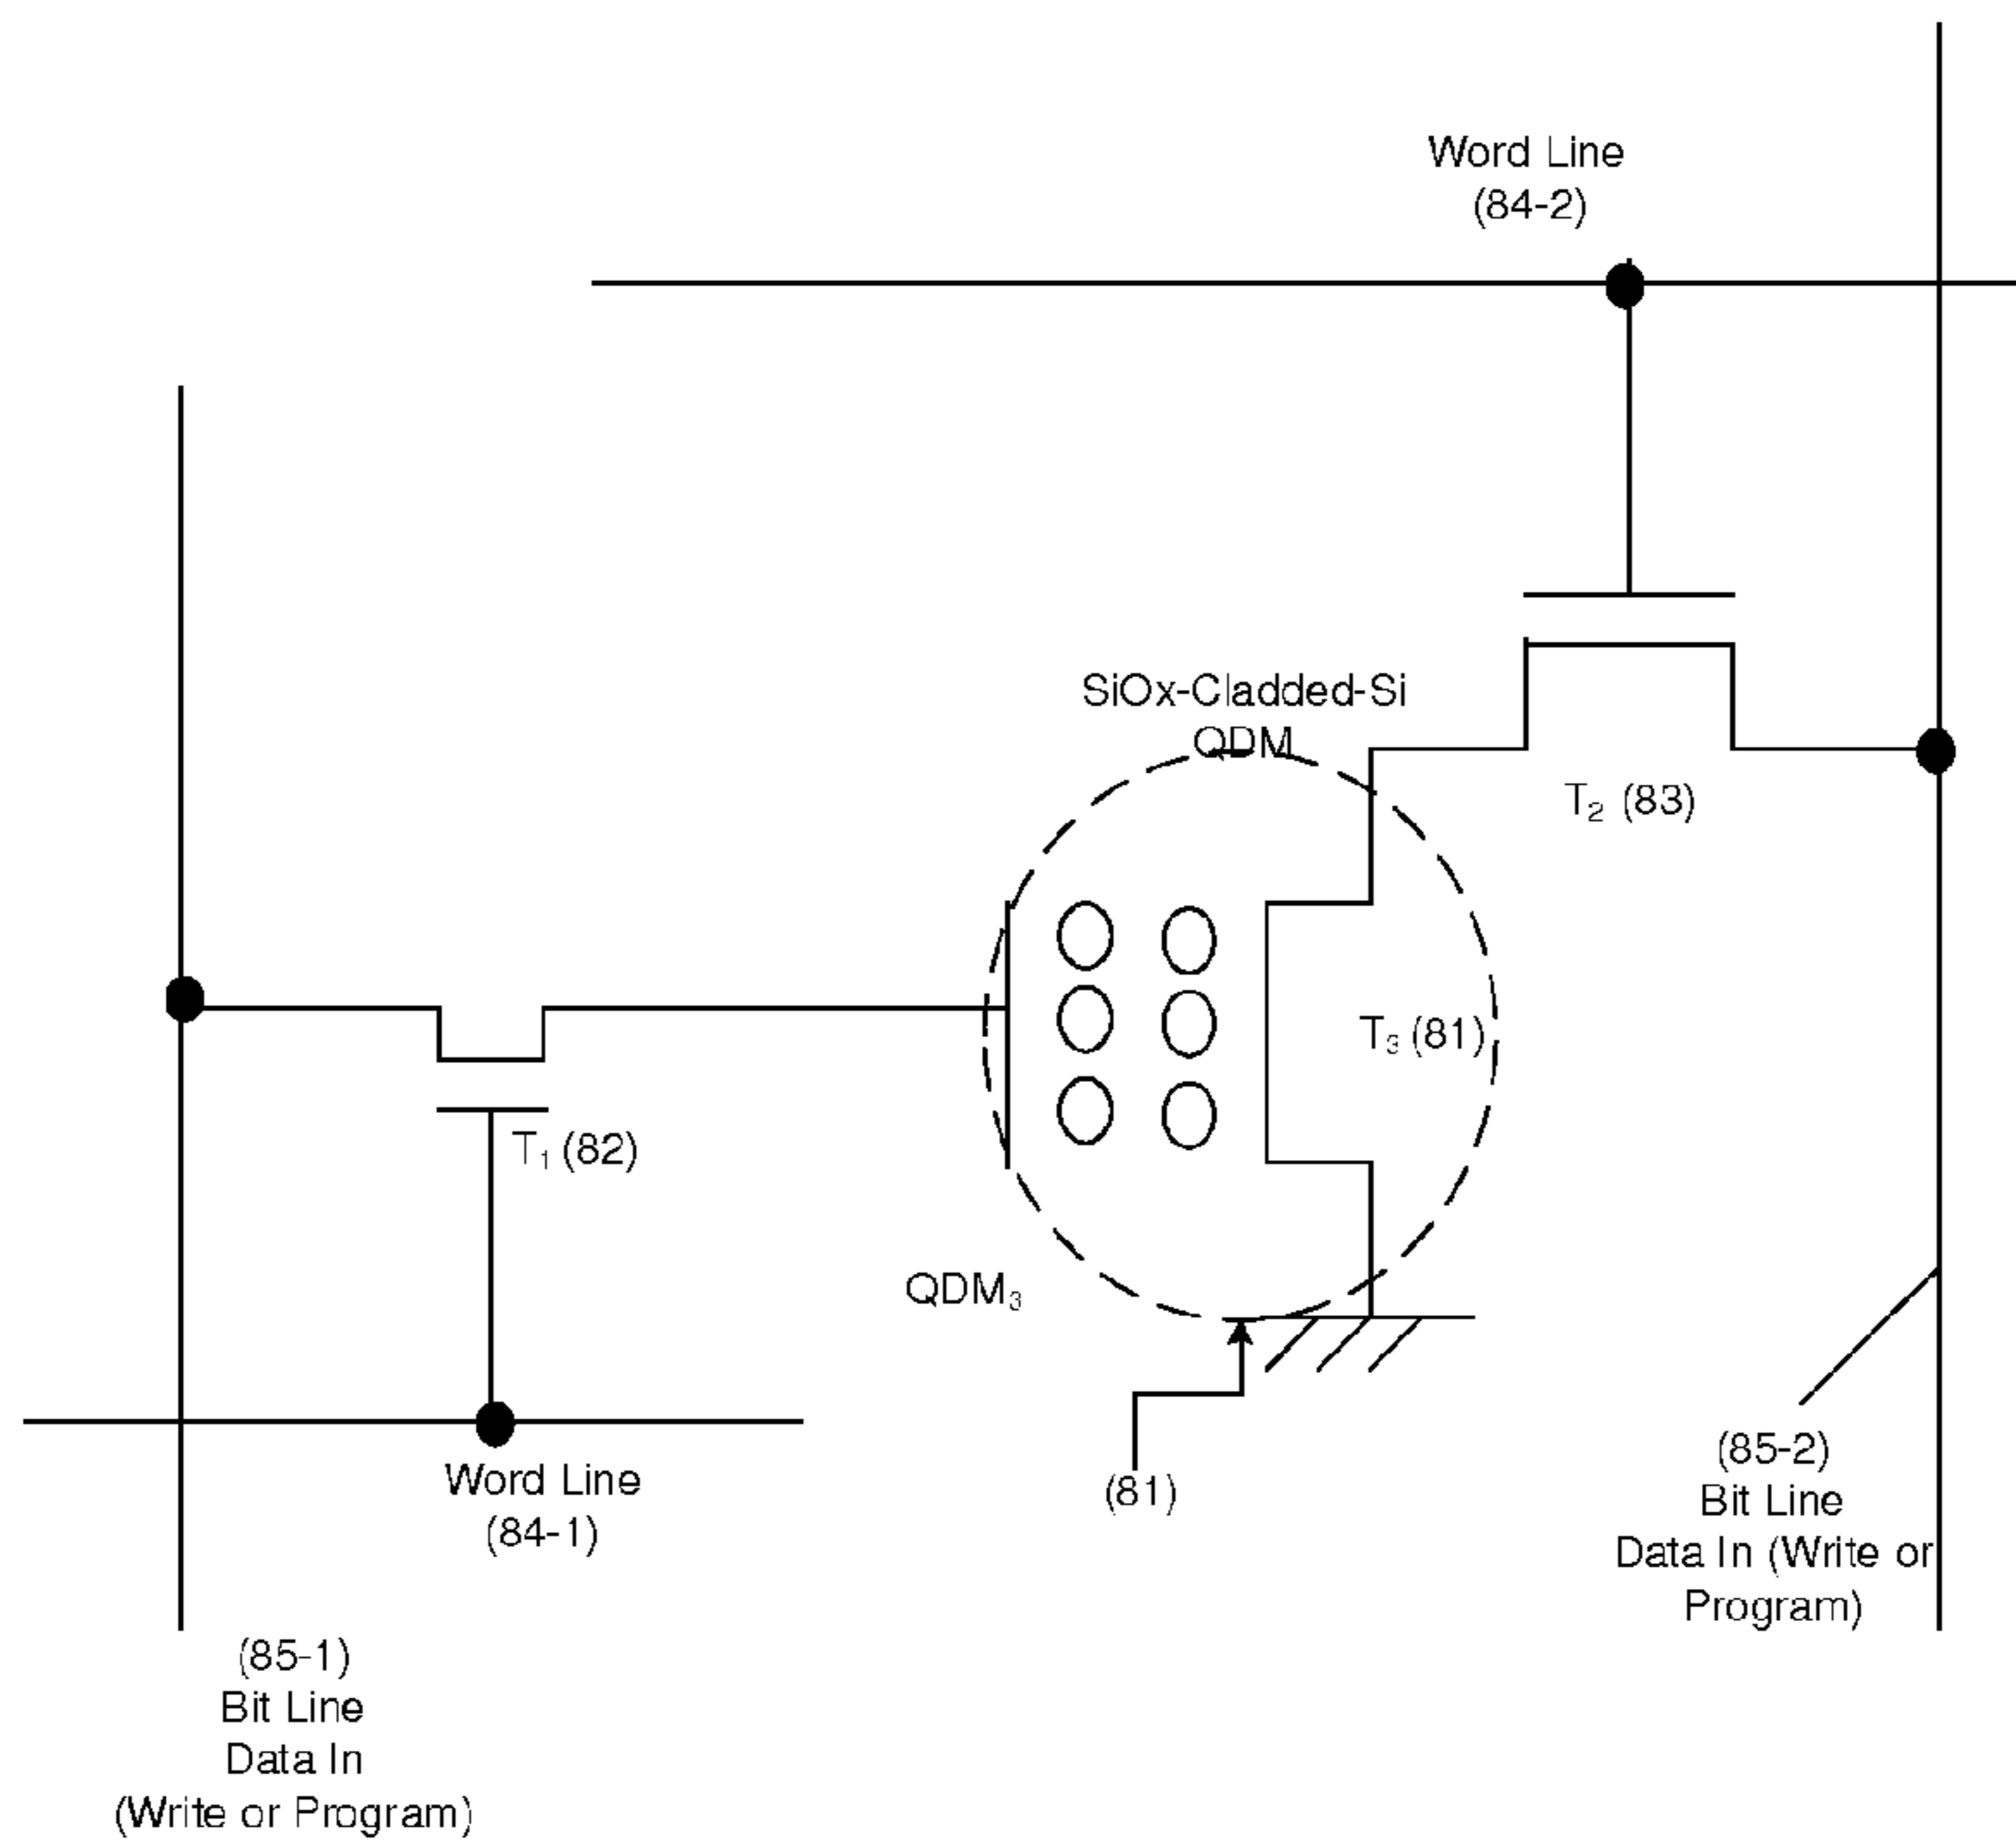 Word Line
(84-2)
SiOx-Cladded-Si
QDM
T₂ (83)
T₃ (81)
T₁ (82)
QDM₃
Word Line
(84-1)
(81)
(85-2)
Bit Line
Data In (Write or
Program)
(85-1)
Bit Line
Data In
(Write or Program)